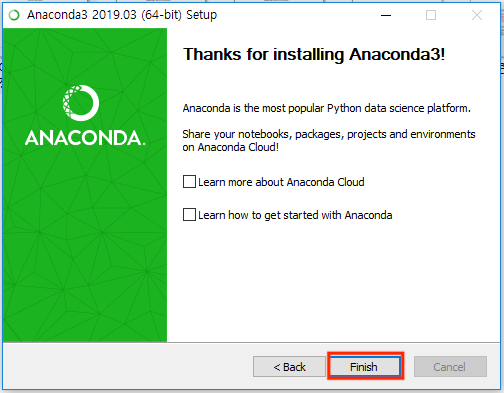 Anaconda3 2019.03 (64-bit) Setup
Thanks for installing Anaconda3!
Anaconda is the most popular Python data science platform.
Share your notebooks, packages, projects and environments
on Anaconda Cloud!
ANACONDA.
Learn more about Anaconda Cloud
Learn how to get started with Anaconda
< Back
Finish
Cancel